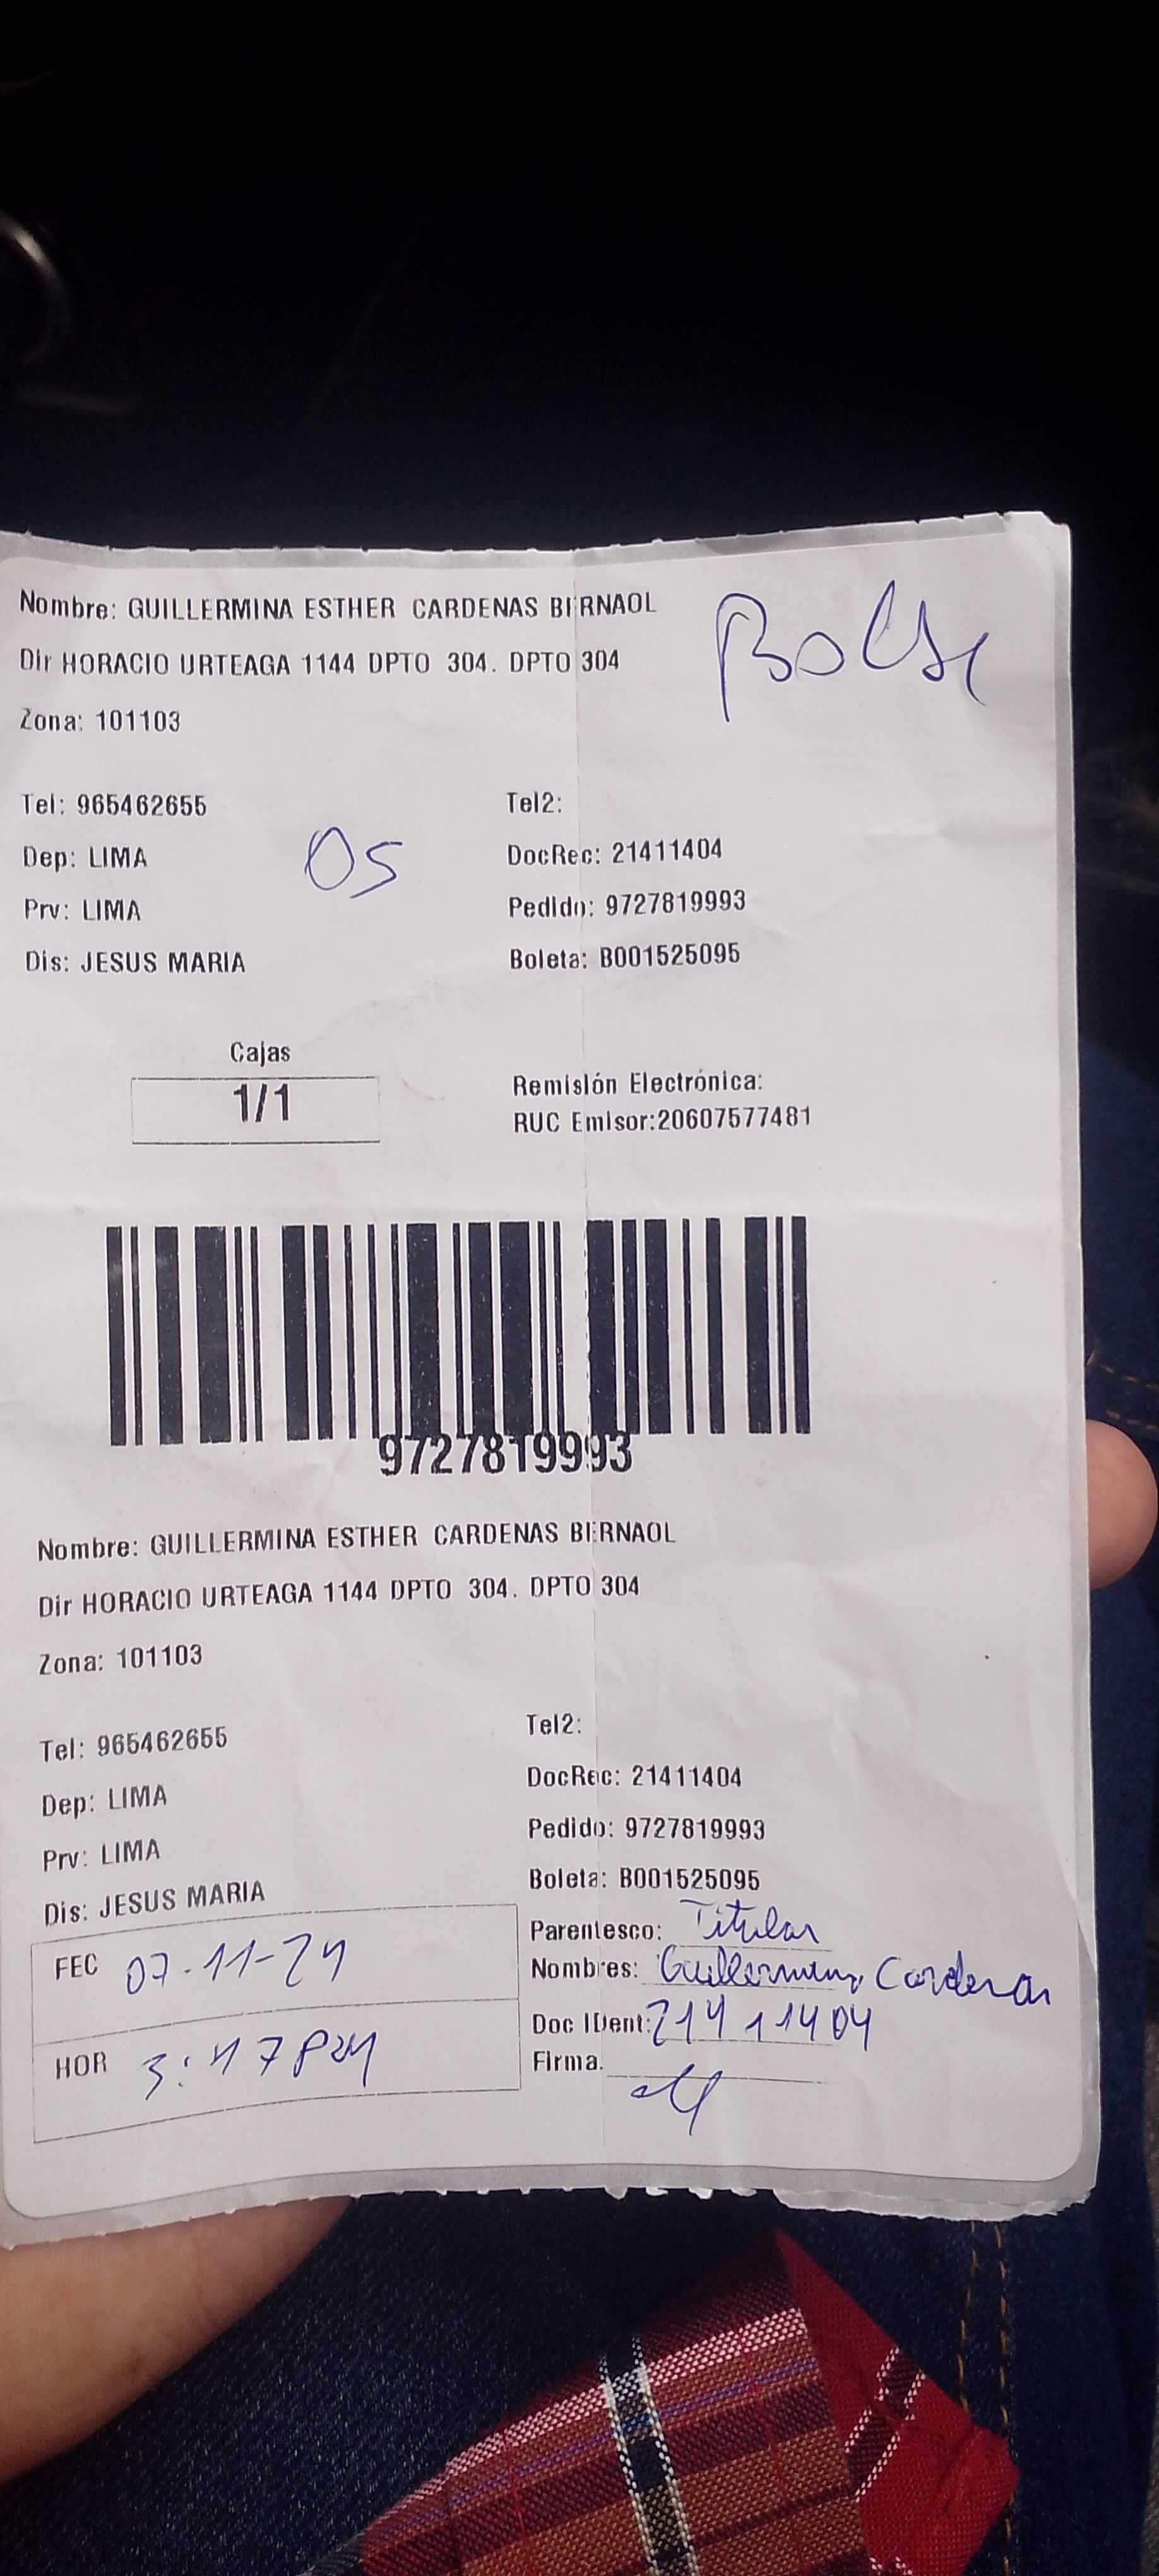 Nombre: GUILLERMINA ESTHER CARDENAS BERNAOL
Bolsa
Dir HORACIO URTEAGA 1144 DPTO 304. DPTO 304
Zona: 101103
Tel: 965462655 Tel2:
05
Dep: LIMA DocRec: 21411404
Prv: LIMA Pedido: 9727819993
Dis: JESUS MARIA Boleta: B001525095
Cajas
1/1
Remisión Electrónica:
RUC Emisor:20607577481
9727819993
Nombre: GUILLERMINA ESTHER CARDENAS BERNAOL
Dir HORACIO URTEAGA 1144 DPTO 304. DPTO 304
Zona: 101103
Tel: 965462655 Tel2:
Dep: LIMA DocRec: 21411404
Prv: LIMA Pedido: 9727819993
Dis: JESUS MARIA Boleta: B001525095
Parentesco: Titular
FEC 07-11-24 Nombres: Guillermina Cardenas
Doc IDent: 21411404
HOR 3:47 PM Firma.